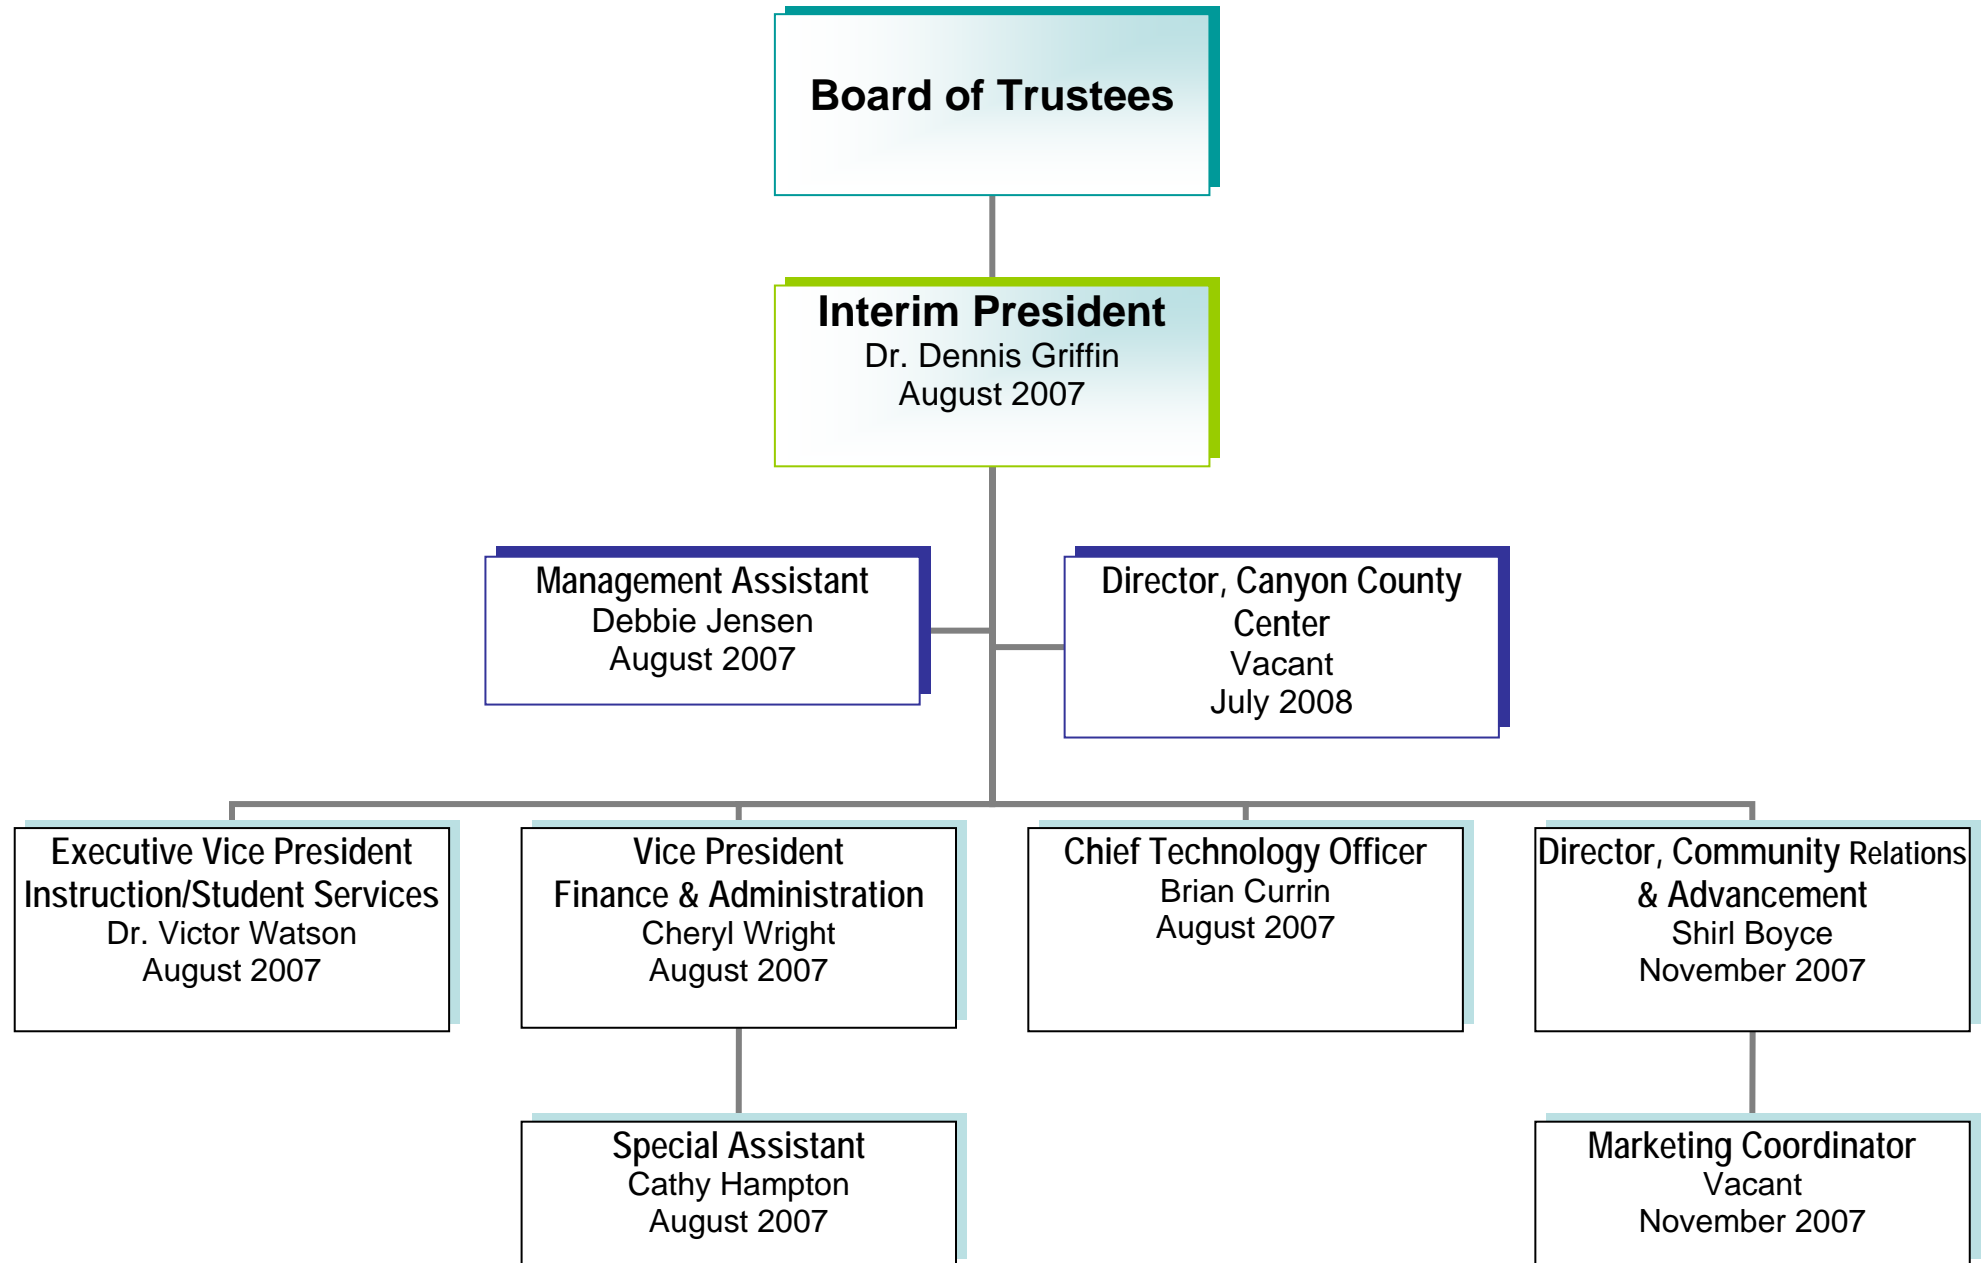 Board of Trustees
Interim President
Dr. Dennis Griffin
August 2007
Management Assistant
Debbie Jensen
August 2007
Director, Canyon County
Center
Vacant
July 2008
Executive Vice President
Instruction/Student Services
Dr. Victor Watson
August 2007
Vice President
Finance & Administration
Cheryl Wright
August 2007
Chief Technology Officer
Brian Currin
August 2007
Director, Community Relations
& Advancement
Shirl Boyce
November 2007
Special Assistant
Cathy Hampton
August 2007
Marketing Coordinator
Vacant
November 2007